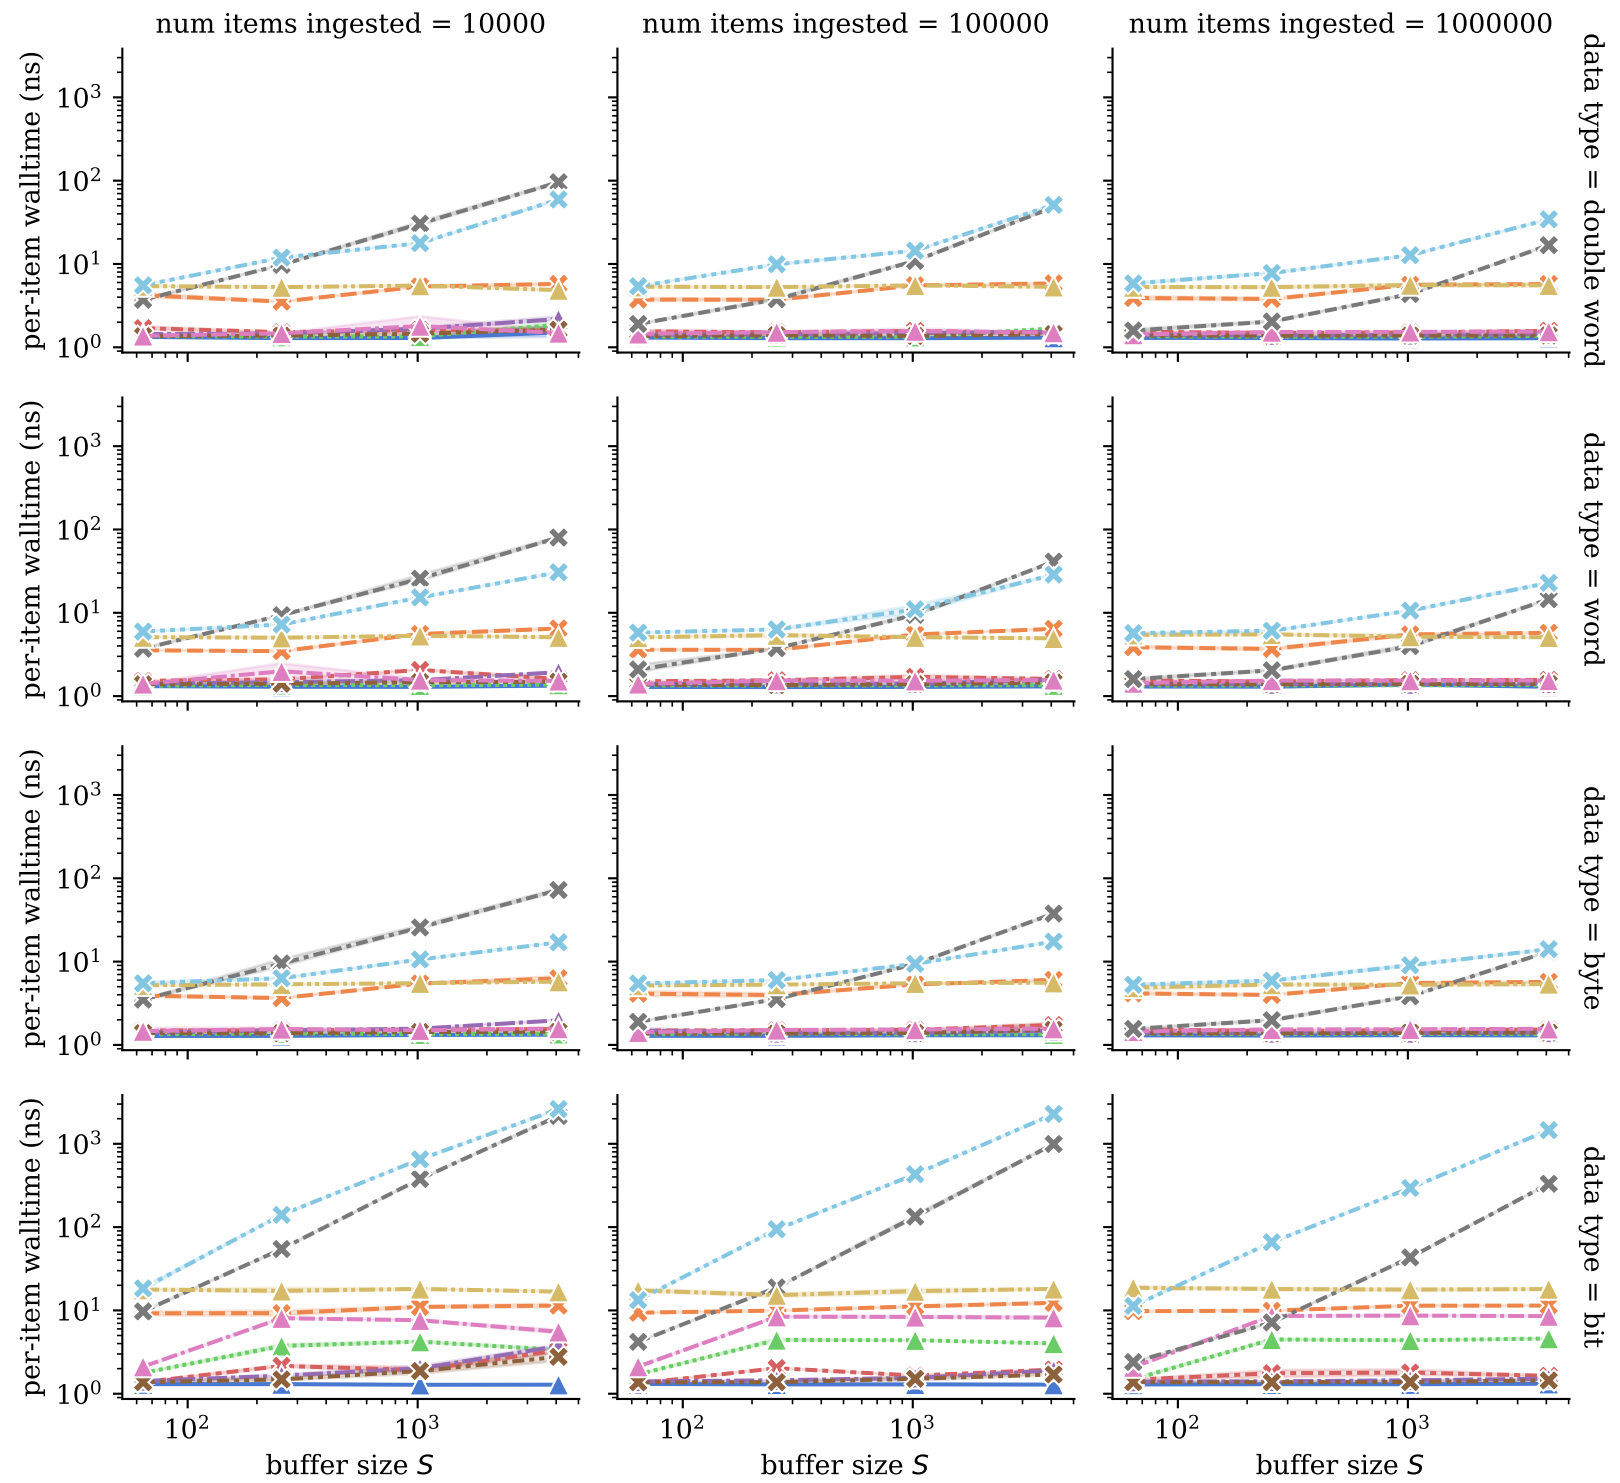 num items ingested = 10000
num items ingested = 100000
num items ingested = 1000000
per-item walltime (ns)
10³
10²
10¹
10⁰
data type = double word
per-item walltime (ns)
10³
10²
10¹
10⁰
data type = word
per-item walltime (ns)
10³
10²
10¹
10⁰
data type = byte
per-item walltime (ns)
10³
10²
10¹
10⁰
data type = bit
10² 10³
10² 10³
10² 10³
buffer size S
buffer size S
buffer size S